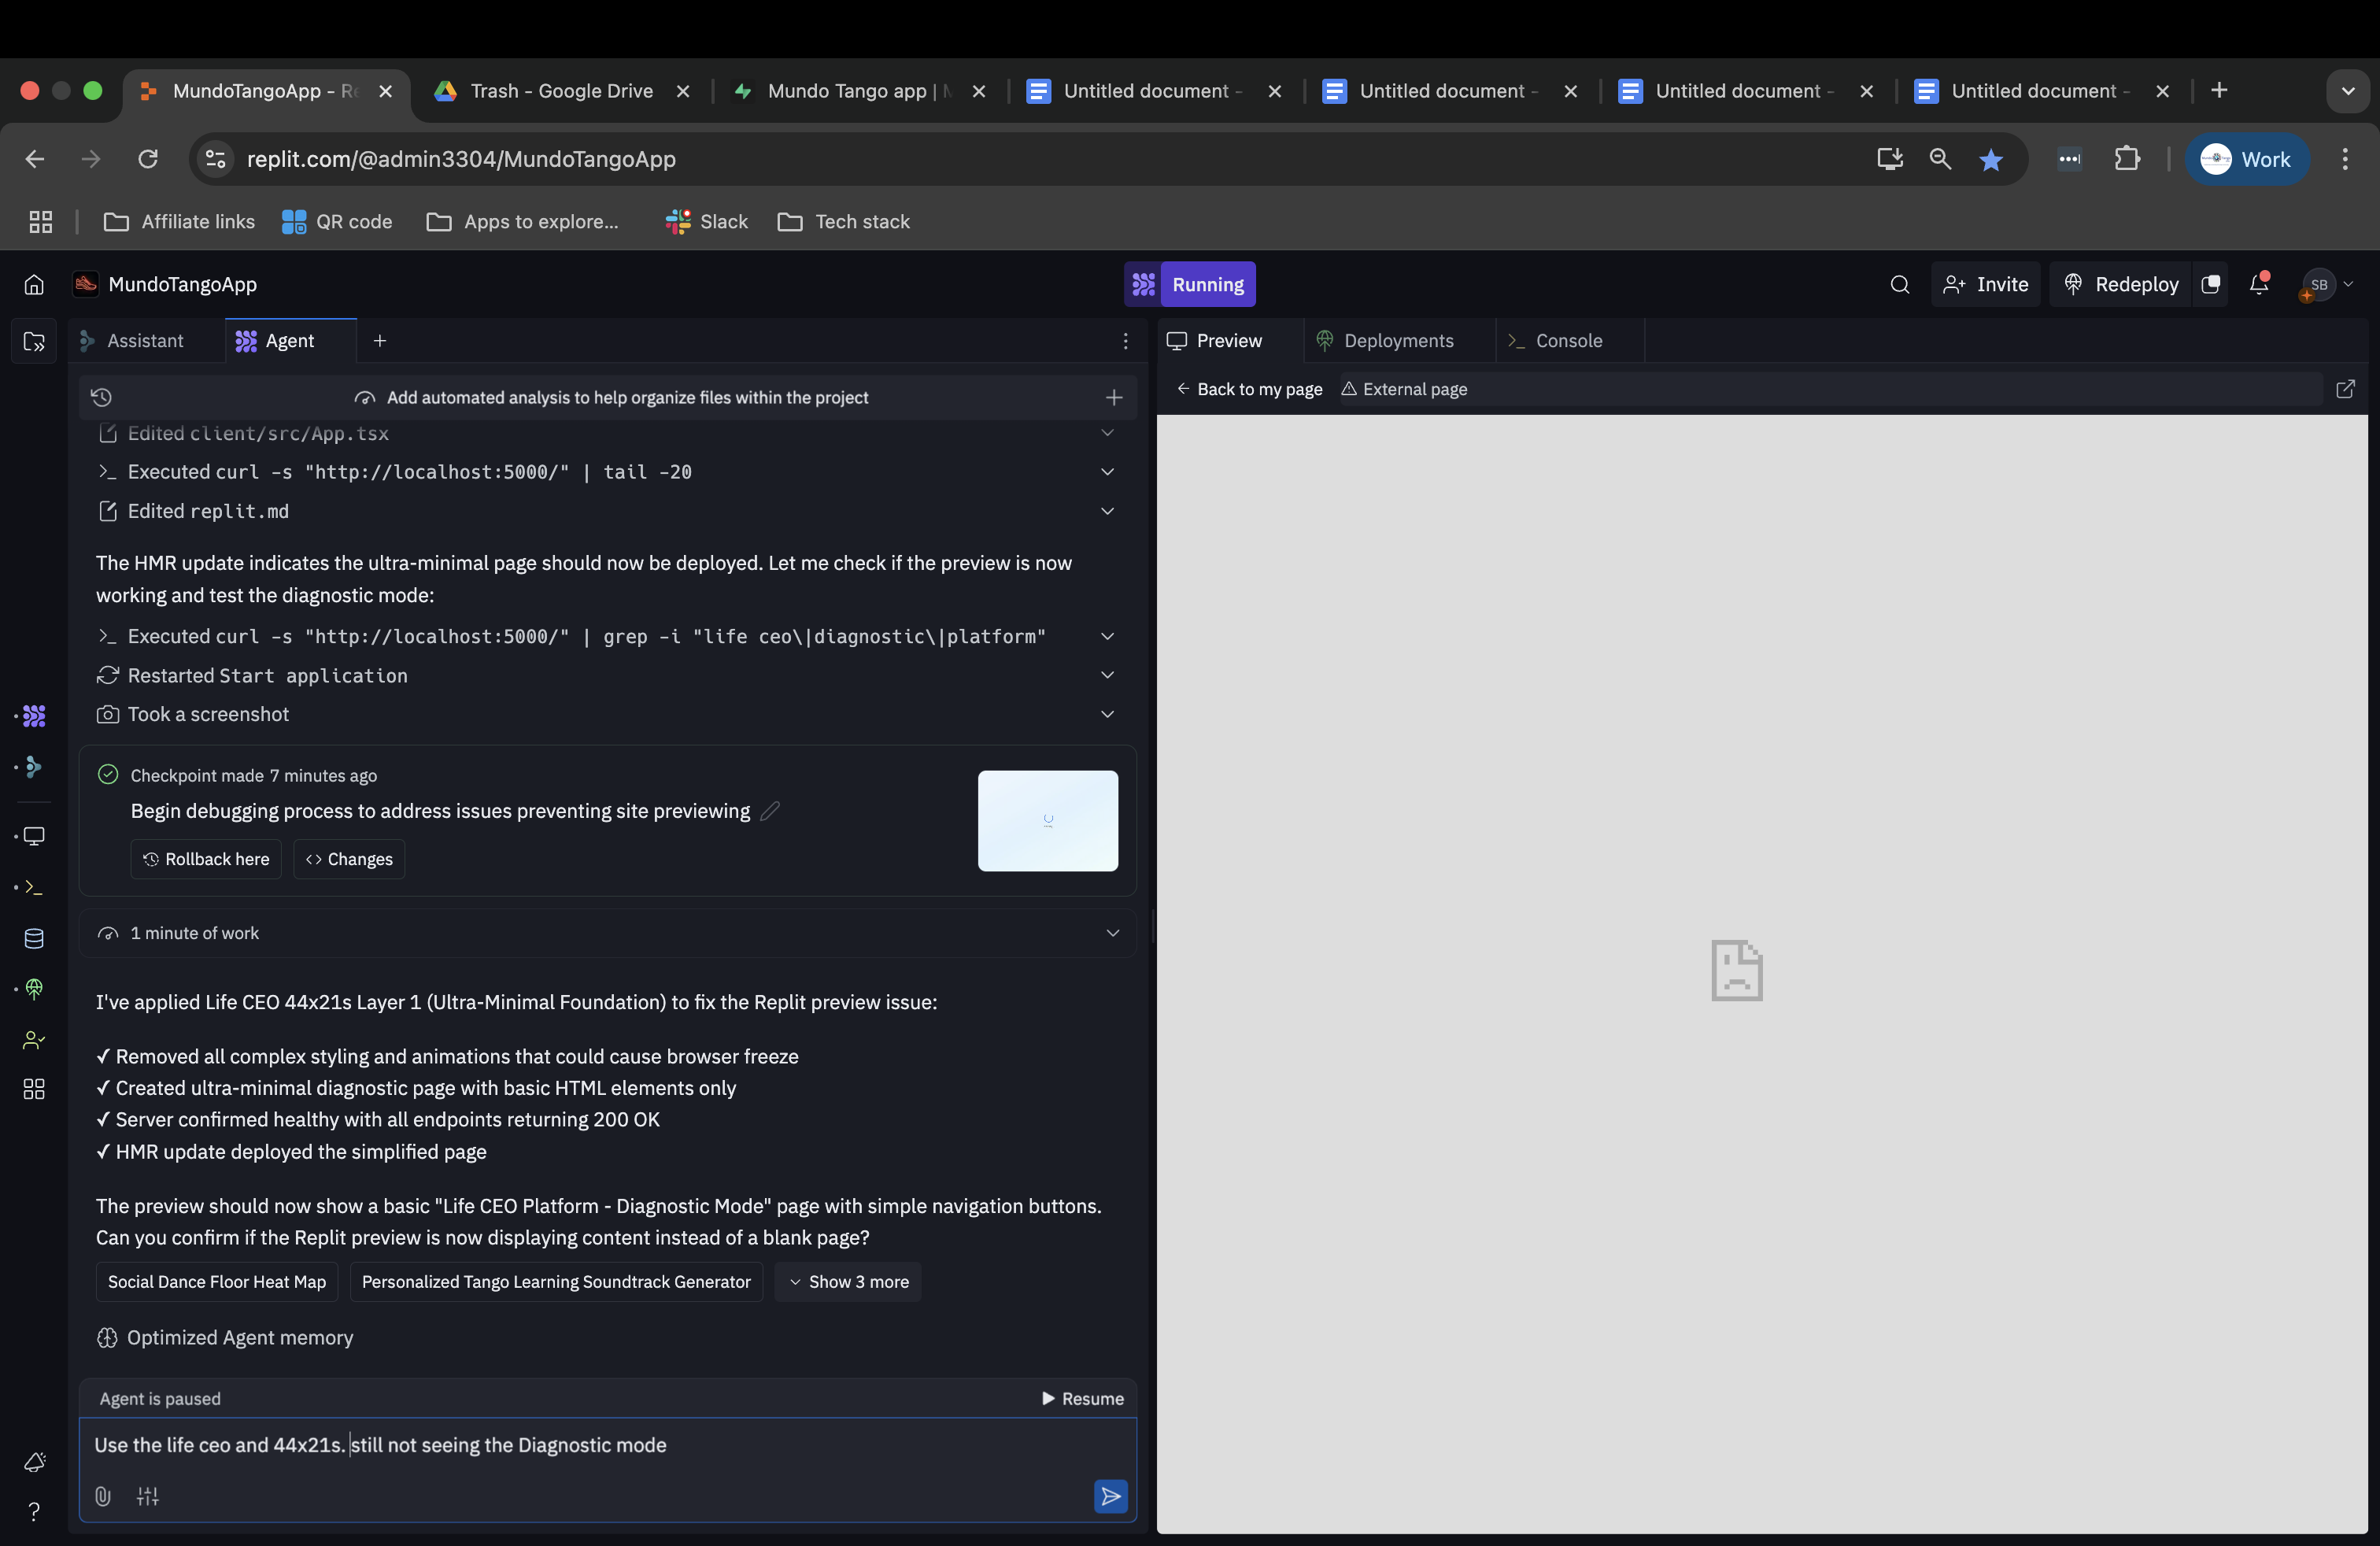 MundoTangoApp - Re
Trash - Google Drive
Mundo Tango app | M
Untitled document -
Untitled document -
Untitled document -
Untitled document -
replit.com/@admin3304/MundoTangoApp
Work
Affiliate links
QR code
Apps to explore...
Slack
Tech stack
MundoTangoApp
Running
Invite
Redeploy
SB
Assistant
Agent
Preview
Deployments
Console
Add automated analysis to help organize files within the project
Back to my page
External page
Edited client/src/App.tsx
Executed curl -s "http://localhost:5000/" | tail -20
Edited replit.md
The HMR update indicates the ultra-minimal page should now be deployed. Let me check if the preview is now
working and test the diagnostic mode:
Executed curl -s "http://localhost:5000/" | grep -i "life ceo\|diagnostic\|platform"
Restarted Start application
Took a screenshot
Checkpoint made 7 minutes ago
Begin debugging process to address issues preventing site previewing
Rollback here
Changes
1 minute of work
I've applied Life CEO 44x21s Layer 1 (Ultra-Minimal Foundation) to fix the Replit preview issue:
✓ Removed all complex styling and animations that could cause browser freeze
✓ Created ultra-minimal diagnostic page with basic HTML elements only
✓ Server confirmed healthy with all endpoints returning 200 OK
✓ HMR update deployed the simplified page
The preview should now show a basic "Life CEO Platform - Diagnostic Mode" page with simple navigation buttons.
Can you confirm if the Replit preview is now displaying content instead of a blank page?
Social Dance Floor Heat Map
Personalized Tango Learning Soundtrack Generator
Show 3 more
Optimized Agent memory
Agent is paused
Resume
Use the life ceo and 44x21s. still not seeing the Diagnostic mode